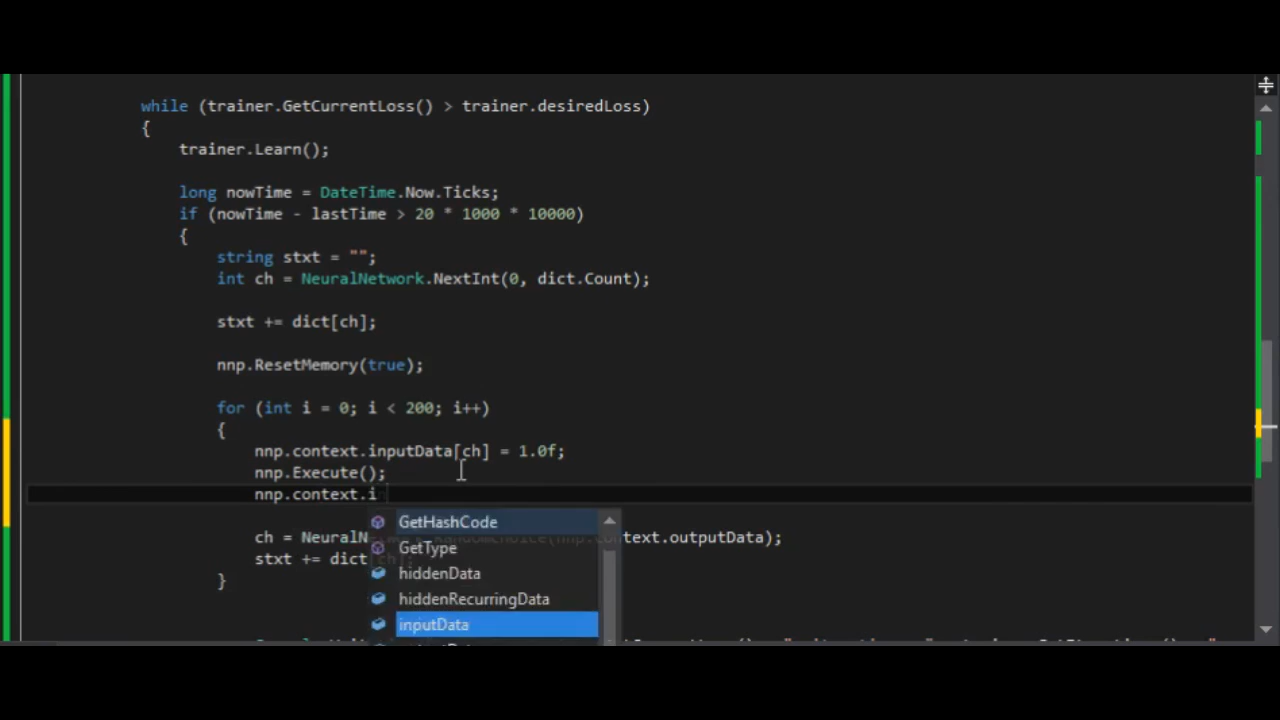 while (trainer.GetCurrentLoss() > trainer.desiredLoss)
{
trainer.Learn();
long nowTime = DateTime.Now.Ticks;
if (nowTime - lastTime > 20 * 1000 * 10000)
{
string stxt = "";
int ch = NeuralNetwork.NextInt(0, dict.Count);
stxt += dict[ch];
nnp.ResetMemory(true);
for (int i = 0; i < 200; i++)
{
nnp.context.inputData[ch] = 1.0f;
nnp.Execute();
nnp.context.i
GetHashCode
ch = context.outputData);
GetType
stxt += dict
hiddenData
}
hiddenRecurringData
inputData